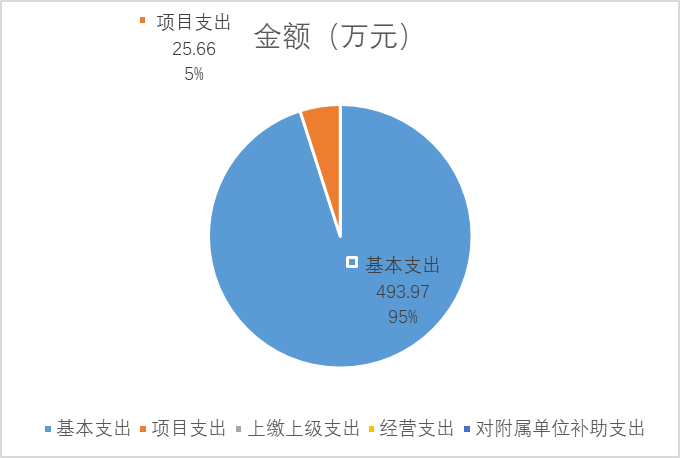 金额（万元）
项目支出
25.66
5%
基本支出
493.97
95%
基本支出 项目支出 上缴上级支出 经营支出 对附属单位补助支出